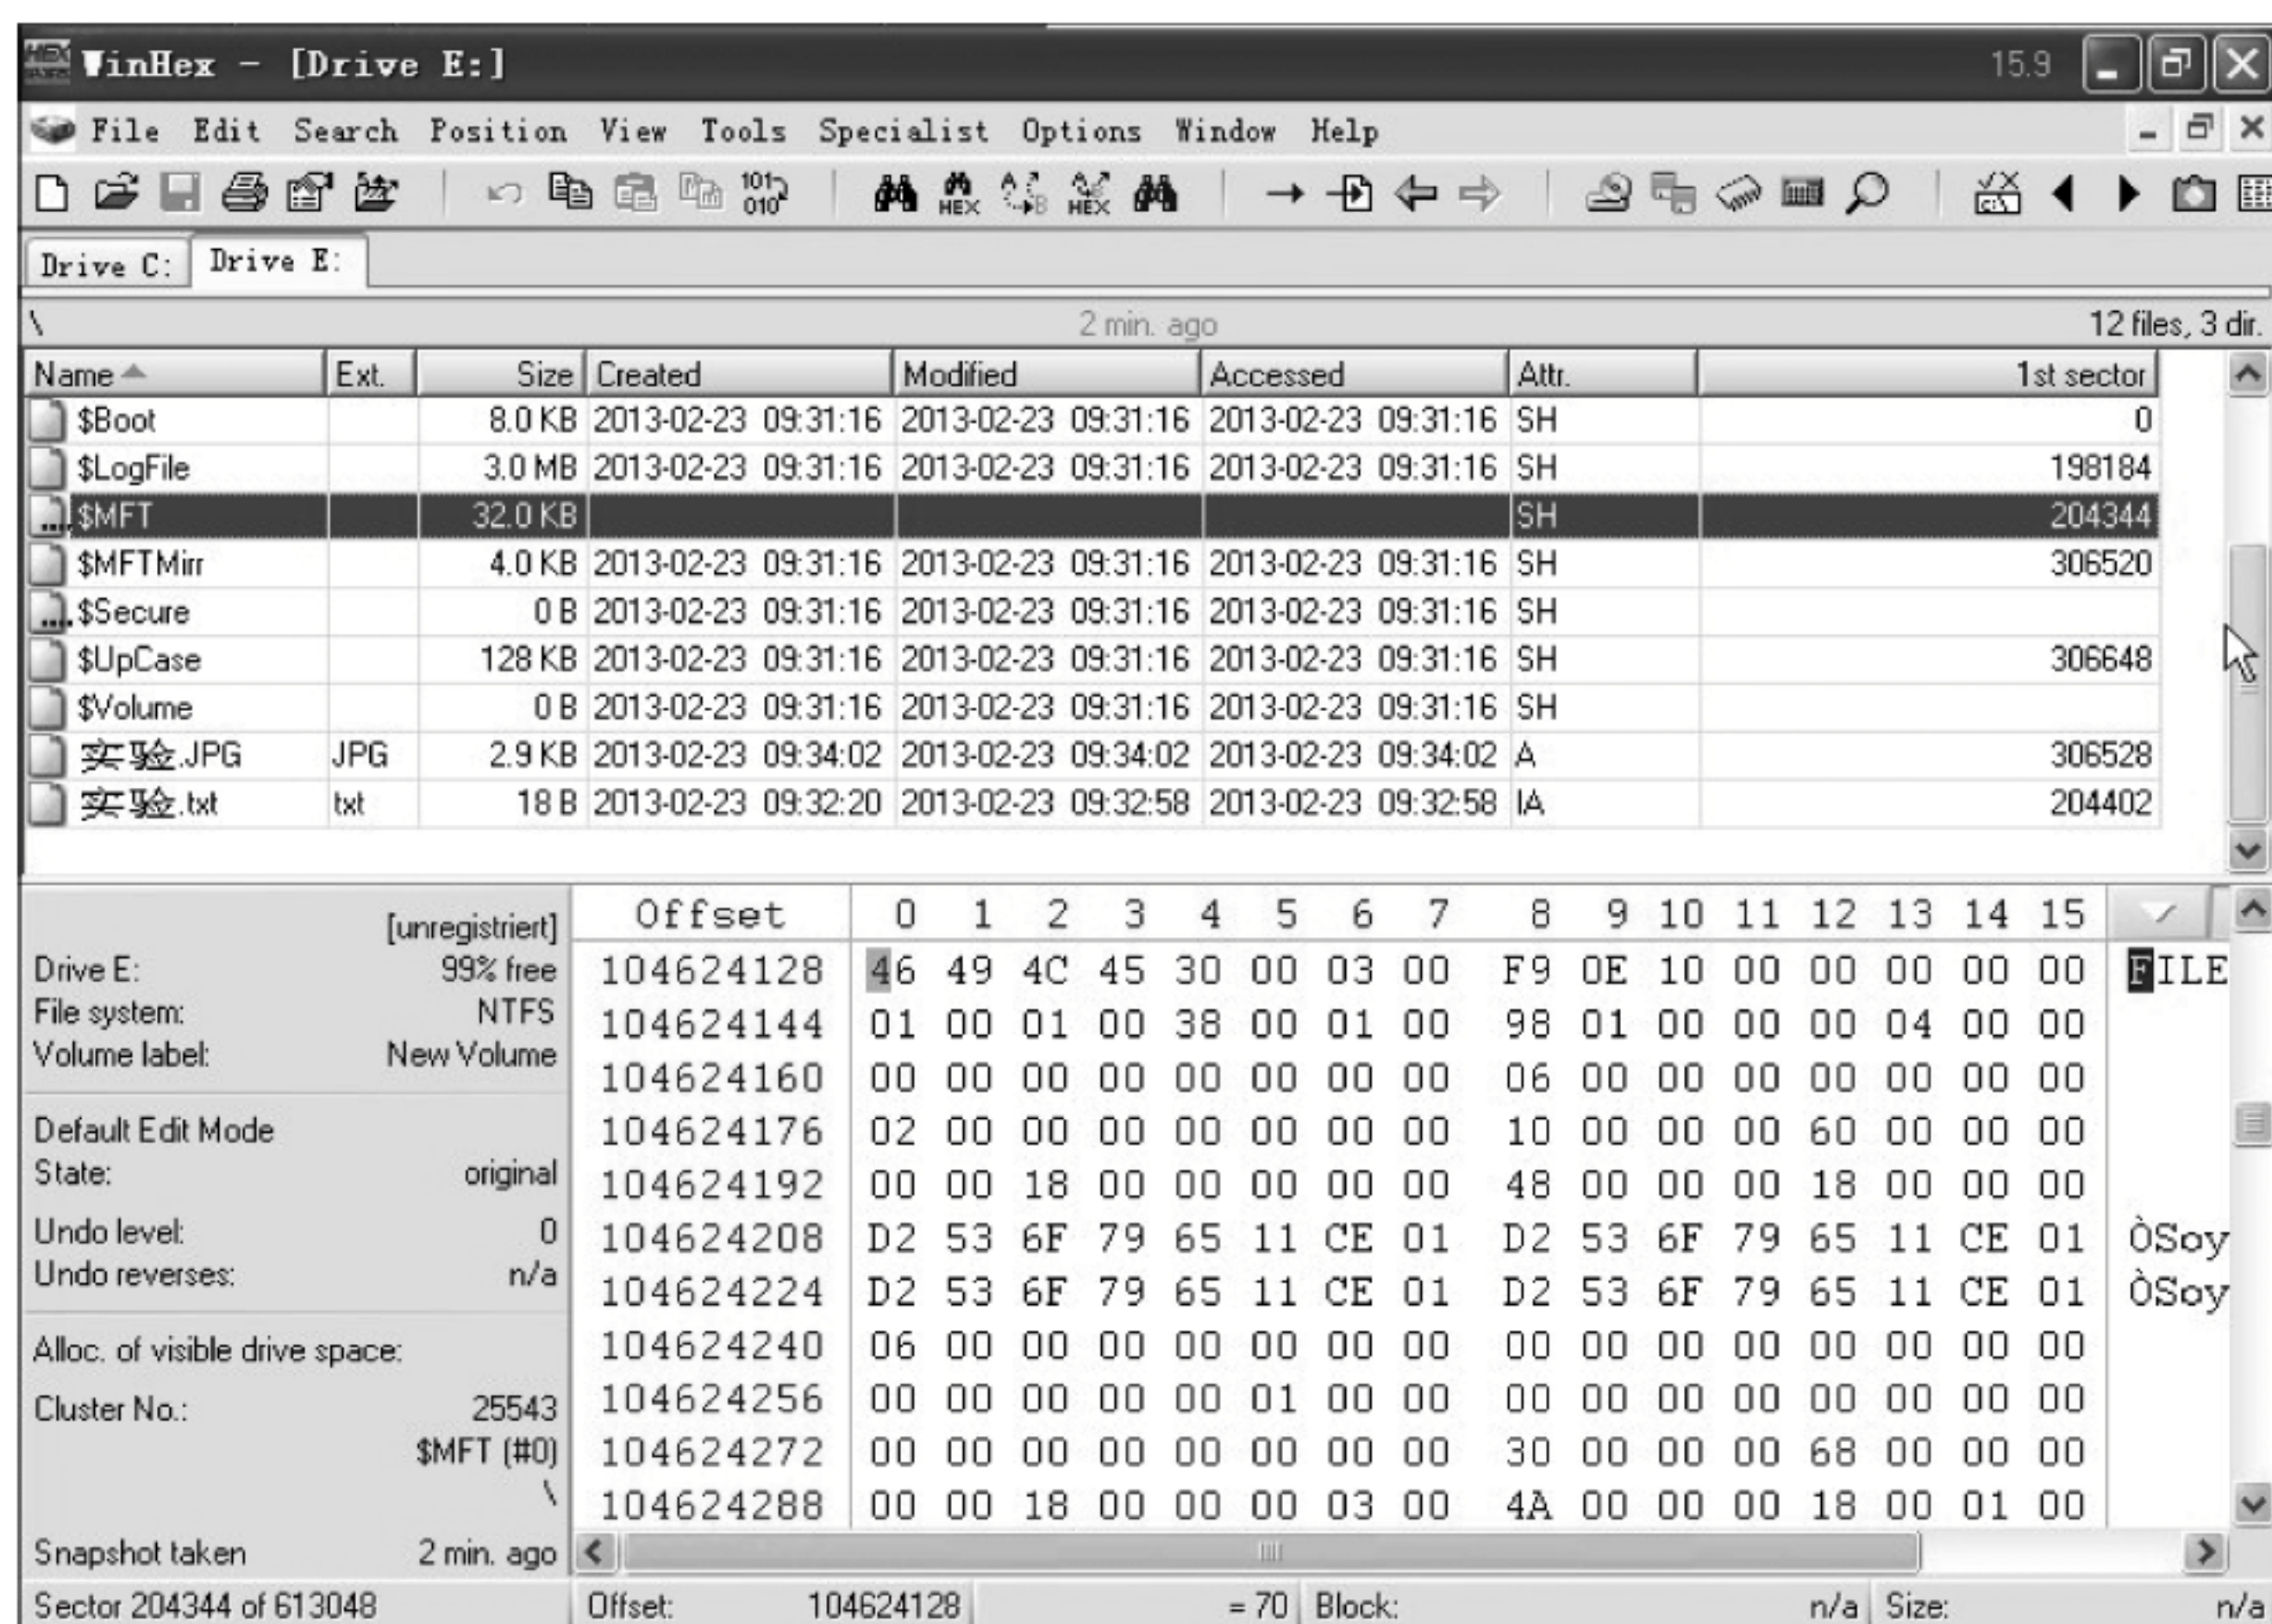 WinHex - [Drive E:] 15.9
File Edit Search Position View Tools Specialist Options Window Help
Drive C: Drive E:
\ 2 min. ago 12 files, 3 dir.
Name Ext. Size Created Modified Accessed Attr. 1st sector
$Boot 8.0 KB 2013-02-23 09:31:16 2013-02-23 09:31:16 2013-02-23 09:31:16 SH 0
$LogFile 3.0 MB 2013-02-23 09:31:16 2013-02-23 09:31:16 2013-02-23 09:31:16 SH 198184
$MFT 32.0 KB SH 204344
$MFTMirr 4.0 KB 2013-02-23 09:31:16 2013-02-23 09:31:16 2013-02-23 09:31:16 SH 306520
$Secure 0 B 2013-02-23 09:31:16 2013-02-23 09:31:16 2013-02-23 09:31:16 SH
$UpCase 128 KB 2013-02-23 09:31:16 2013-02-23 09:31:16 2013-02-23 09:31:16 SH 306648
$Volume 0 B 2013-02-23 09:31:16 2013-02-23 09:31:16 2013-02-23 09:31:16 SH
实验.JPG JPG 2.9 KB 2013-02-23 09:34:02 2013-02-23 09:34:02 2013-02-23 09:34:02 A 306528
实验.txt txt 18 B 2013-02-23 09:32:20 2013-02-23 09:32:58 2013-02-23 09:32:58 IA 204402
[unregistriert]
Drive E: 99% free
File system: NTFS
Volume label: New Volume
Default Edit Mode
State: original
Undo level: 0
Undo reverses: n/a
Alloc. of visible drive space:
Cluster No.: 25543
$MFT (#0)
\
Snapshot taken 2 min. ago
Offset 0 1 2 3 4 5 6 7 8 9 10 11 12 13 14 15
104624128 46 49 4C 45 30 00 03 00 F9 0E 10 00 00 00 00 00 FILE
104624144 01 00 01 00 38 00 01 00 98 01 00 00 00 04 00 00
104624160 00 00 00 00 00 00 00 00 06 00 00 00 00 00 00 00
104624176 02 00 00 00 00 00 00 00 10 00 00 00 60 00 00 00
104624192 00 00 18 00 00 00 00 00 48 00 00 00 18 00 00 00
104624208 D2 53 6F 79 65 11 CE 01 D2 53 6F 79 65 11 CE 01 ÒSoy
104624224 D2 53 6F 79 65 11 CE 01 D2 53 6F 79 65 11 CE 01 ÒSoy
104624240 06 00 00 00 00 00 00 00 00 00 00 00 00 00 00 00
104624256 00 00 00 00 00 01 00 00 00 00 00 00 00 00 00 00
104624272 00 00 00 00 00 00 00 00 30 00 00 00 68 00 00 00
104624288 00 00 18 00 00 00 03 00 4A 00 00 00 18 00 01 00
Sector 204344 of 613048 Offset: 104624128 = 70 Block: n/a Size: n/a